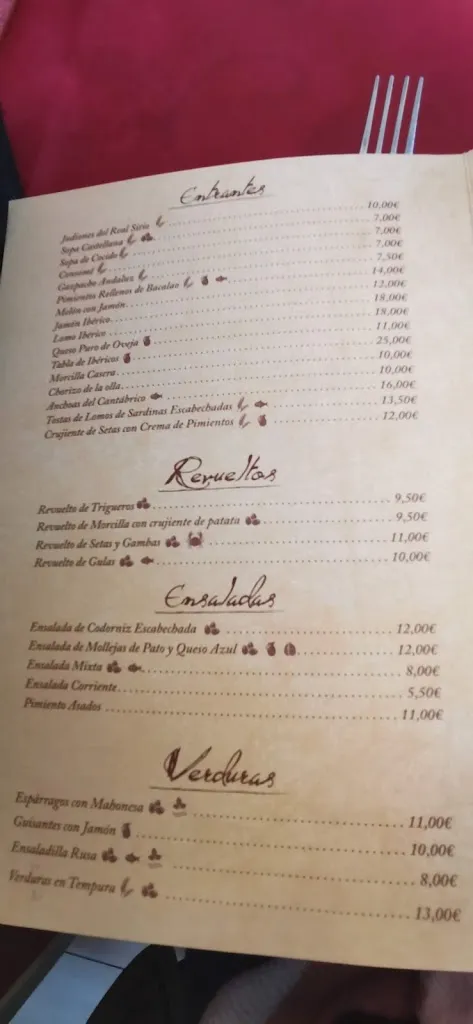 Entrantes
Judiones del Real Sitio 10,00€
Sopa Castellana 7,00€
Sopa de Cocido 7,00€
Consomé 7,00€
Gazpacho Andaluz 7,50€
Pimientos Rellenos de Bacalao 14,00€
Melón con Jamón 12,00€
Jamón Ibérico 18,00€
Lomo Ibérico 18,00€
Queso Puro de Oveja 11,00€
Tabla de Ibéricos 25,00€
Morcilla Casera 10,00€
Chorizo de la olla 10,00€
Anchoas del Cantábrico 16,00€
Tostas de Lomos de Sardinas Escabechadas 13,50€
Crujiente de Setas con Crema de Pimientos 12,00€
Revueltos
Revuelto de Trigueros 9,50€
Revuelto de Morcilla con crujiente de patata 9,50€
Revuelto de Setas y Gambas 11,00€
Revuelto de Gulas 10,00€
Ensaladas
Ensalada de Codorniz Escabechada 12,00€
Ensalada de Mollejas de Pato y Queso Azul 12,00€
Ensalada Mixta 8,00€
Ensalada Corriente 5,50€
Pimiento Asados 11,00€
Verduras
Espárragos con Mahonesa 11,00€
Guisantes con Jamón 10,00€
Ensaladilla Rusa 8,00€
Verduras en Tempura 13,00€